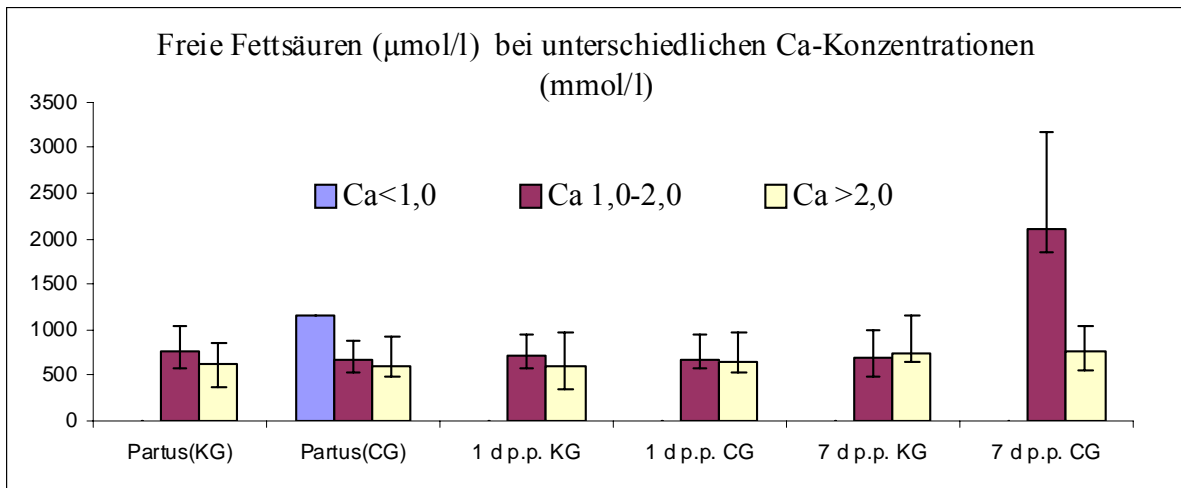 Freie Fettsäuren (µmol/l) bei unterschiedlichen Ca-Konzentrationen
(mmol/l)
3500
3000
2500
2000
1500
1000
500
0
Ca<1,0 Ca 1,0-2,0 Ca >2,0
Partus(KG) Partus(CG) 1 d p.p. KG 1 d p.p. CG 7 d p.p. KG 7 d p.p. CG